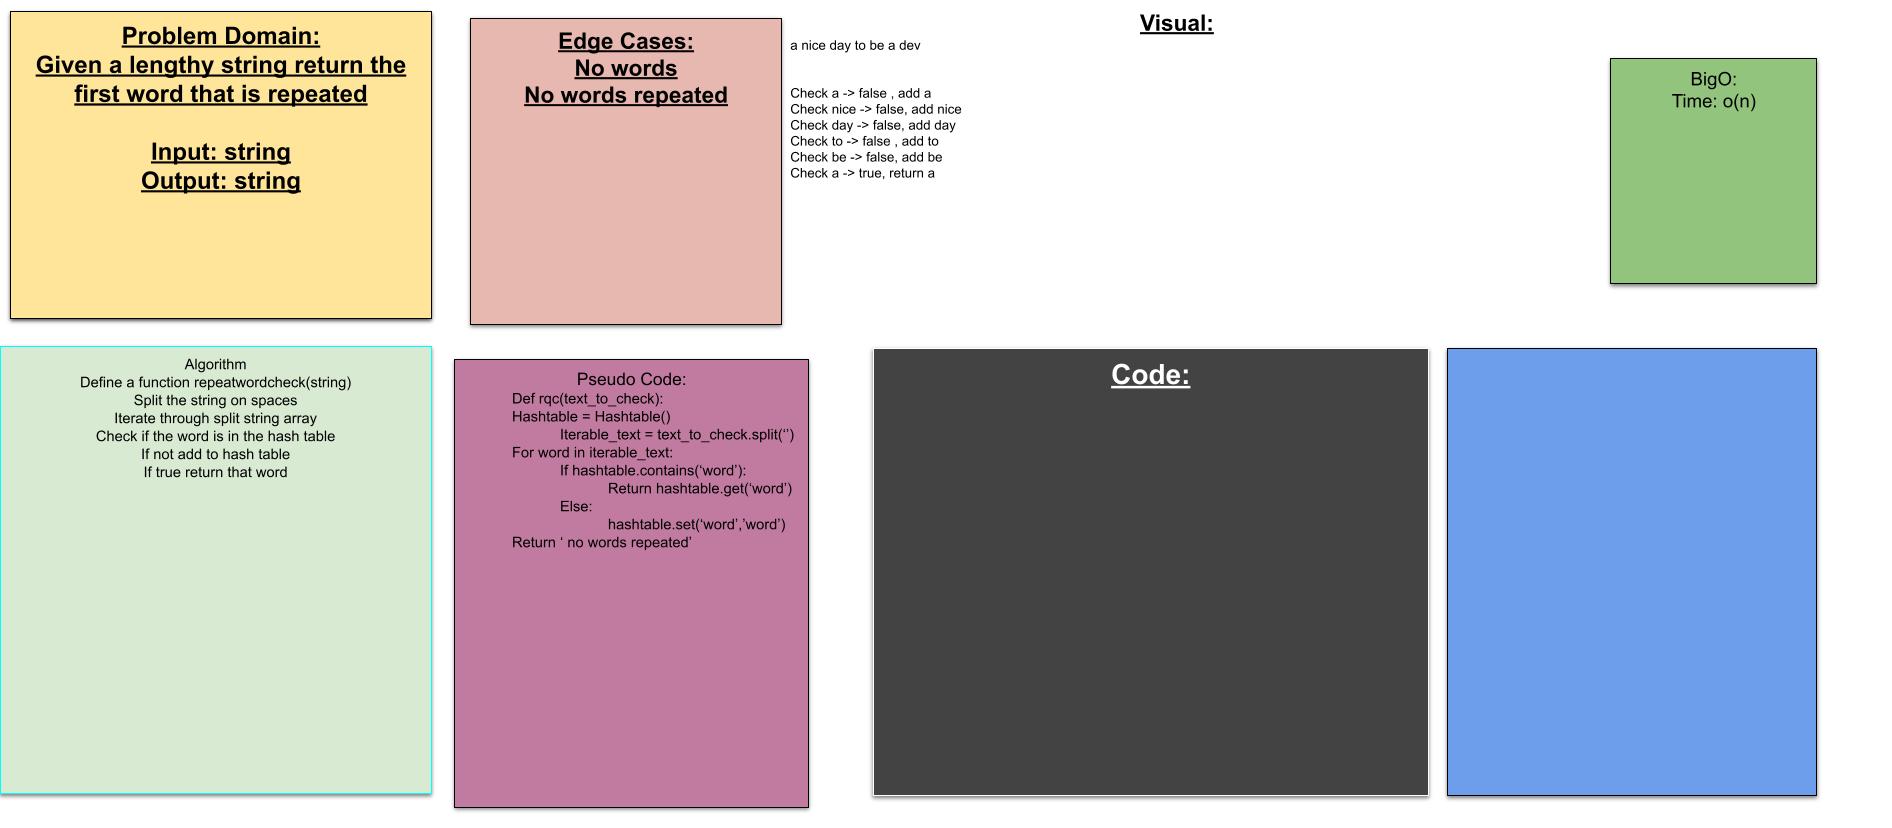 Problem Domain:
Given a lengthy string return the
first word that is repeated
Input: string
Output: string
Edge Cases:
No words
No words repeated
Visual:
a nice day to be a dev
Check a -> false , add a
Check nice -> false, add nice
Check day -> false, add day
Check to -> false , add to
Check be -> false, add be
Check a -> true, return a
BigO:
Time: o(n)
Algorithm
Define a function repeatwordcheck(string)
Split the string on spaces
Iterate through split string array
Check if the word is in the hash table
If not add to hash table
If true return that word
Pseudo Code:
Def rqc(text_to_check):
Hashtable = Hashtable()
Iterable_text = text_to_check.split(‘’)
For word in iterable_text:
If hashtable.contains(‘word’):
Return hashtable.get(‘word’)
Else:
hashtable.set(‘word’,’word’)
Return ‘ no words repeated’
Code: